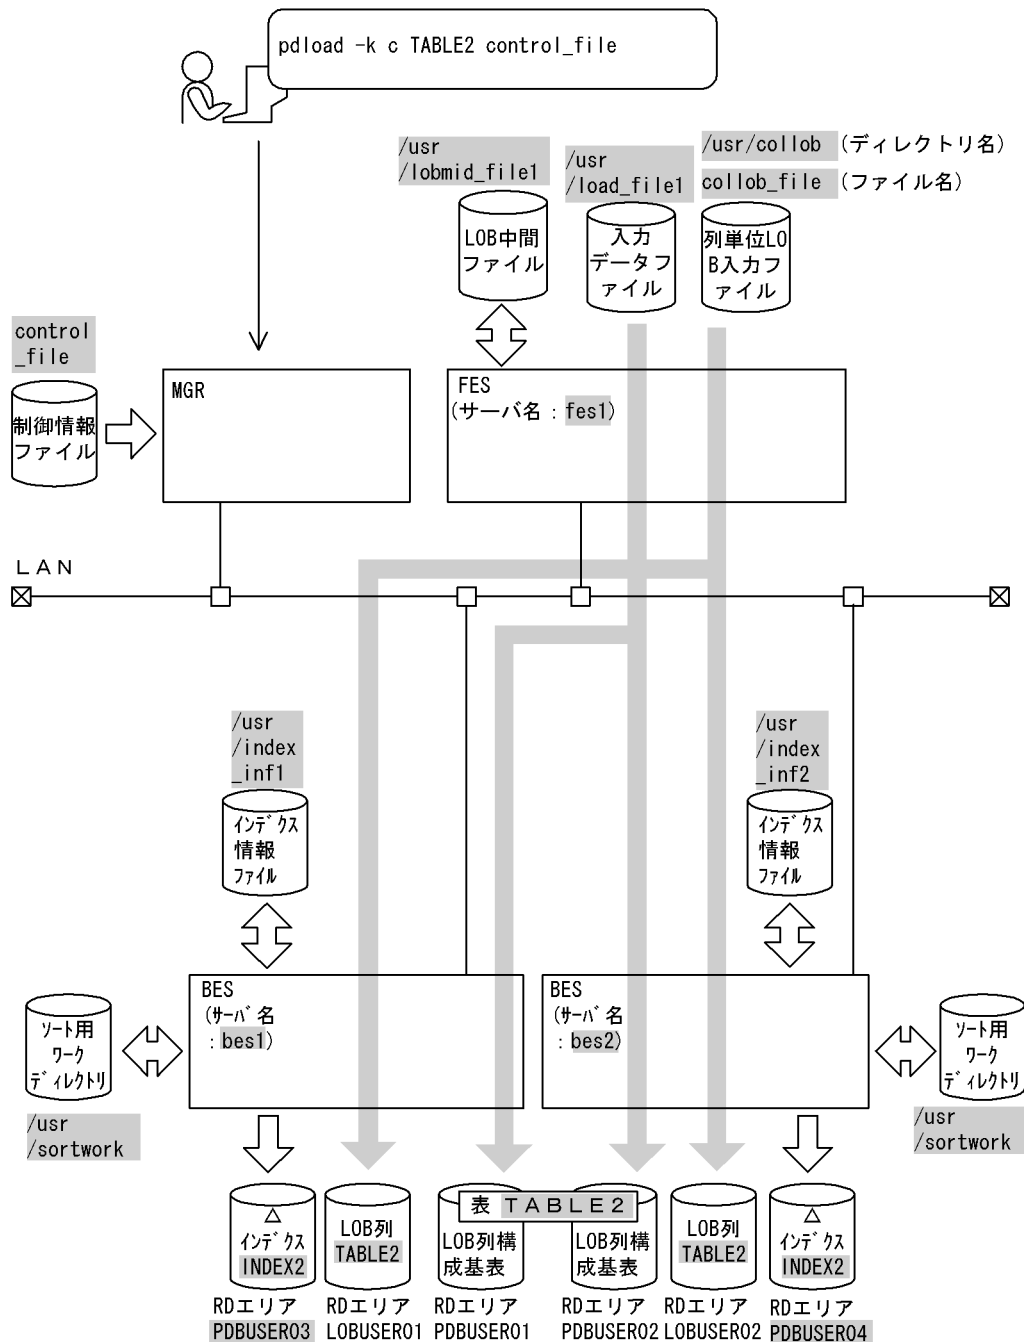 pdload -k c TABLE2 control_file
/usr
/lobmid_file1
/usr
/load_file1
/usr/collob (ディレクトリ名)
collob_file (ファイル名)
LOB中間
ファイル
入力
データフ
ァイル
列単位LO
B入力フ
ァイル
control
_file
制御情報
ファイル
MGR
FES
(サーバ名:fes1)
LAN
/usr
/index
_inf1
インデクス
情報
ファイル
/usr
/index
_inf2
インデクス
情報
ファイル
BES
(サーバ名
:bes1)
BES
(サーバ名
:bes2)
ソート用
ワーク
ディレクトリ
/usr
/sortwork
ソート用
ワーク
ディレクトリ
/usr
/sortwork
表 TABLE2
インデクス
INDEX2
LOB列
TABLE2
LOB列構
成基表
LOB列構
成基表
LOB列
TABLE2
インデクス
INDEX2
RDエリア
PDBUSER03
RDエリア
LOBUSER01
RDエリア
PDBUSER01
RDエリア
PDBUSER02
RDエリア
LOBUSER02
RDエリア
PDBUSER04